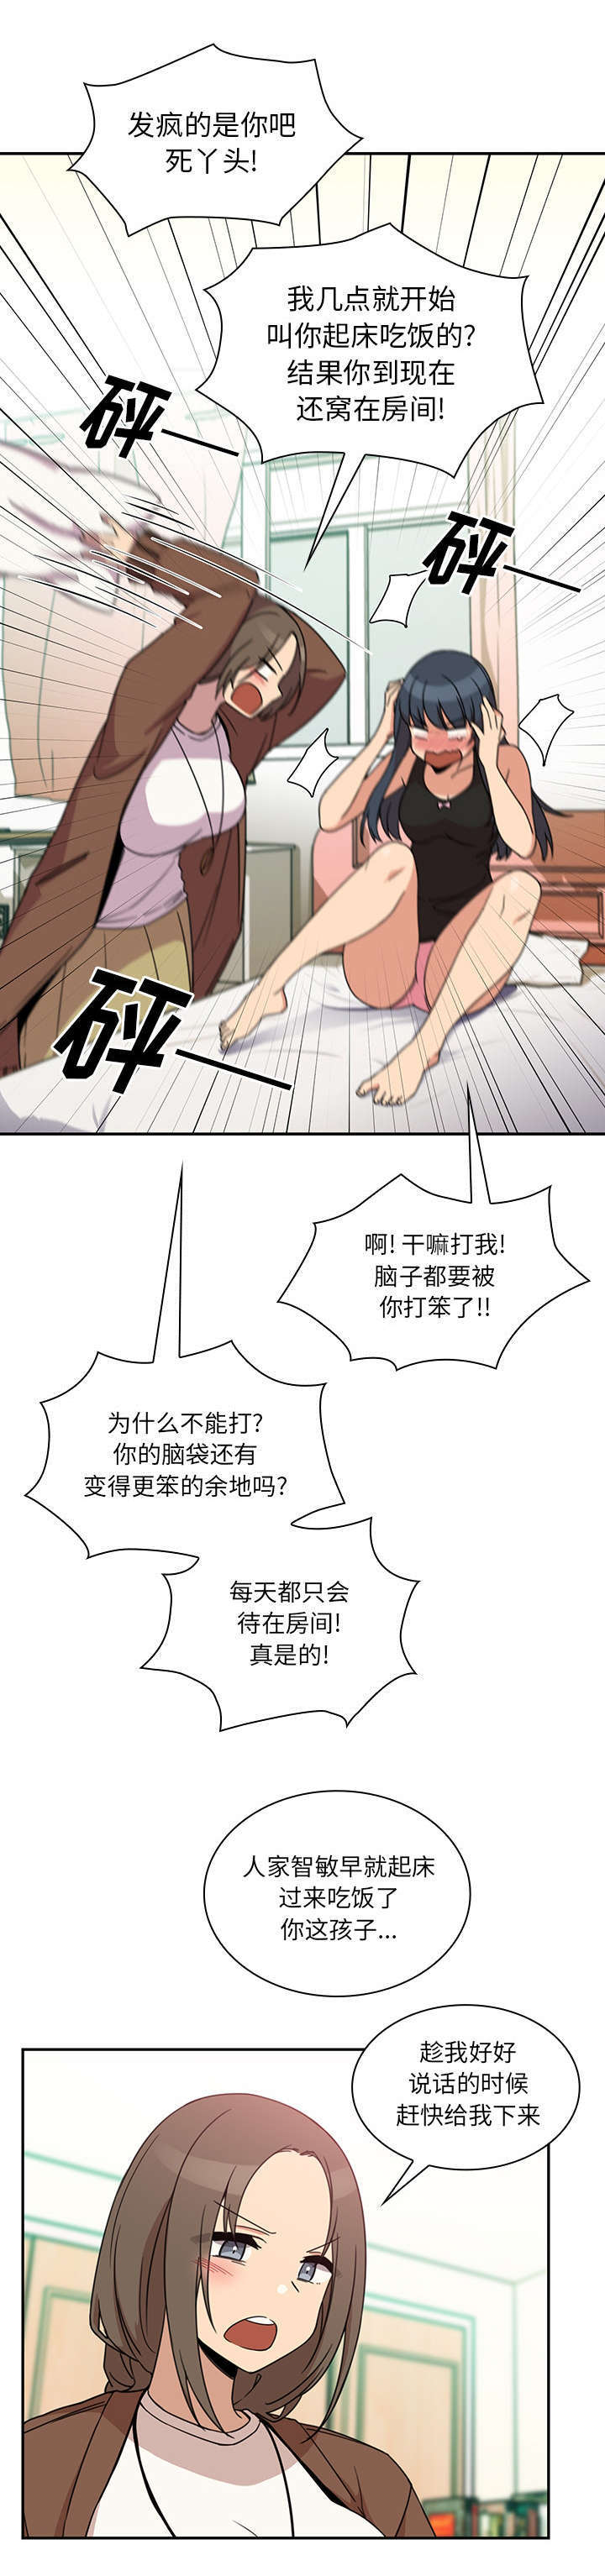 发疯的是你吧
死丫头!
我几点就开始
叫你起床吃饭的?
结果你到现在
还窝在房间!
砰—
砰—
砰—
啊! 干嘛打我!
脑子都要被
你打笨了!!
为什么不能打?
你的脑袋还有
变得更笨的余地吗?
每天都只会
待在房间!
真是的!
人家智敏早就起床
过来吃饭了
你这孩子...
趁我好好
说话的时候
赶快给我下来